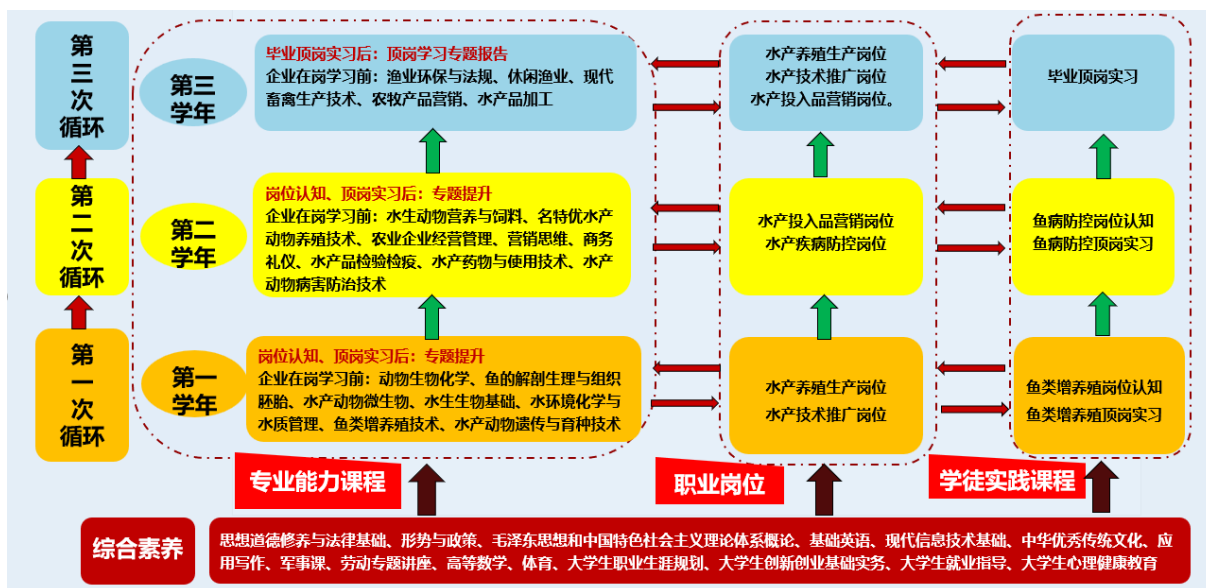 第
三
次
循环
第三
学年
毕业顶岗实习后：顶岗学习专题报告
企业在岗学习前：渔业环保与法规、休闲渔业、现代
畜禽生产技术、农牧产品营销、水产品加工
水产养殖生产岗位
水产技术推广岗位
水产投入品营销岗位。
毕业顶岗实习
第
二
次
循环
第二
学年
岗位认知、顶岗实习后：专题提升
企业在岗学习前：水生动物营养与饲料、名特优水产
动物养殖技术、农业企业经营管理、营销思维、商务
礼仪、水产品检验检疫、水产药物与使用技术、水产
动物病害防治技术
水产投入品营销岗位
水产疾病防控岗位
鱼病防控岗位认知
鱼病防控顶岗实习
第
一
次
循环
第一
学年
岗位认知、顶岗实习后：专题提升
企业在岗学习前：动物生物化学、鱼的解剖生理与组织
胚胎、水产动物微生物、水生生物基础、水环境化学与
水质管理、鱼类增养殖技术、水产动物遗传与育种技术
水产养殖生产岗位
水产技术推广岗位
鱼类增养殖岗位认知
鱼类增养殖顶岗实习
专业能力课程
职业岗位
学徒实践课程
综合素养
思想道德修养与法律基础、形势与政策、毛泽东思想和中国特色社会主义理论体系概论、基础英语、现代信息技术基础、中华优秀传统文化、应
用写作、军事课、劳动专题讲座、高等数学、体育、大学生职业生涯规划、大学生创新创业基础实务、大学生就业指导、大学生心理健康教育